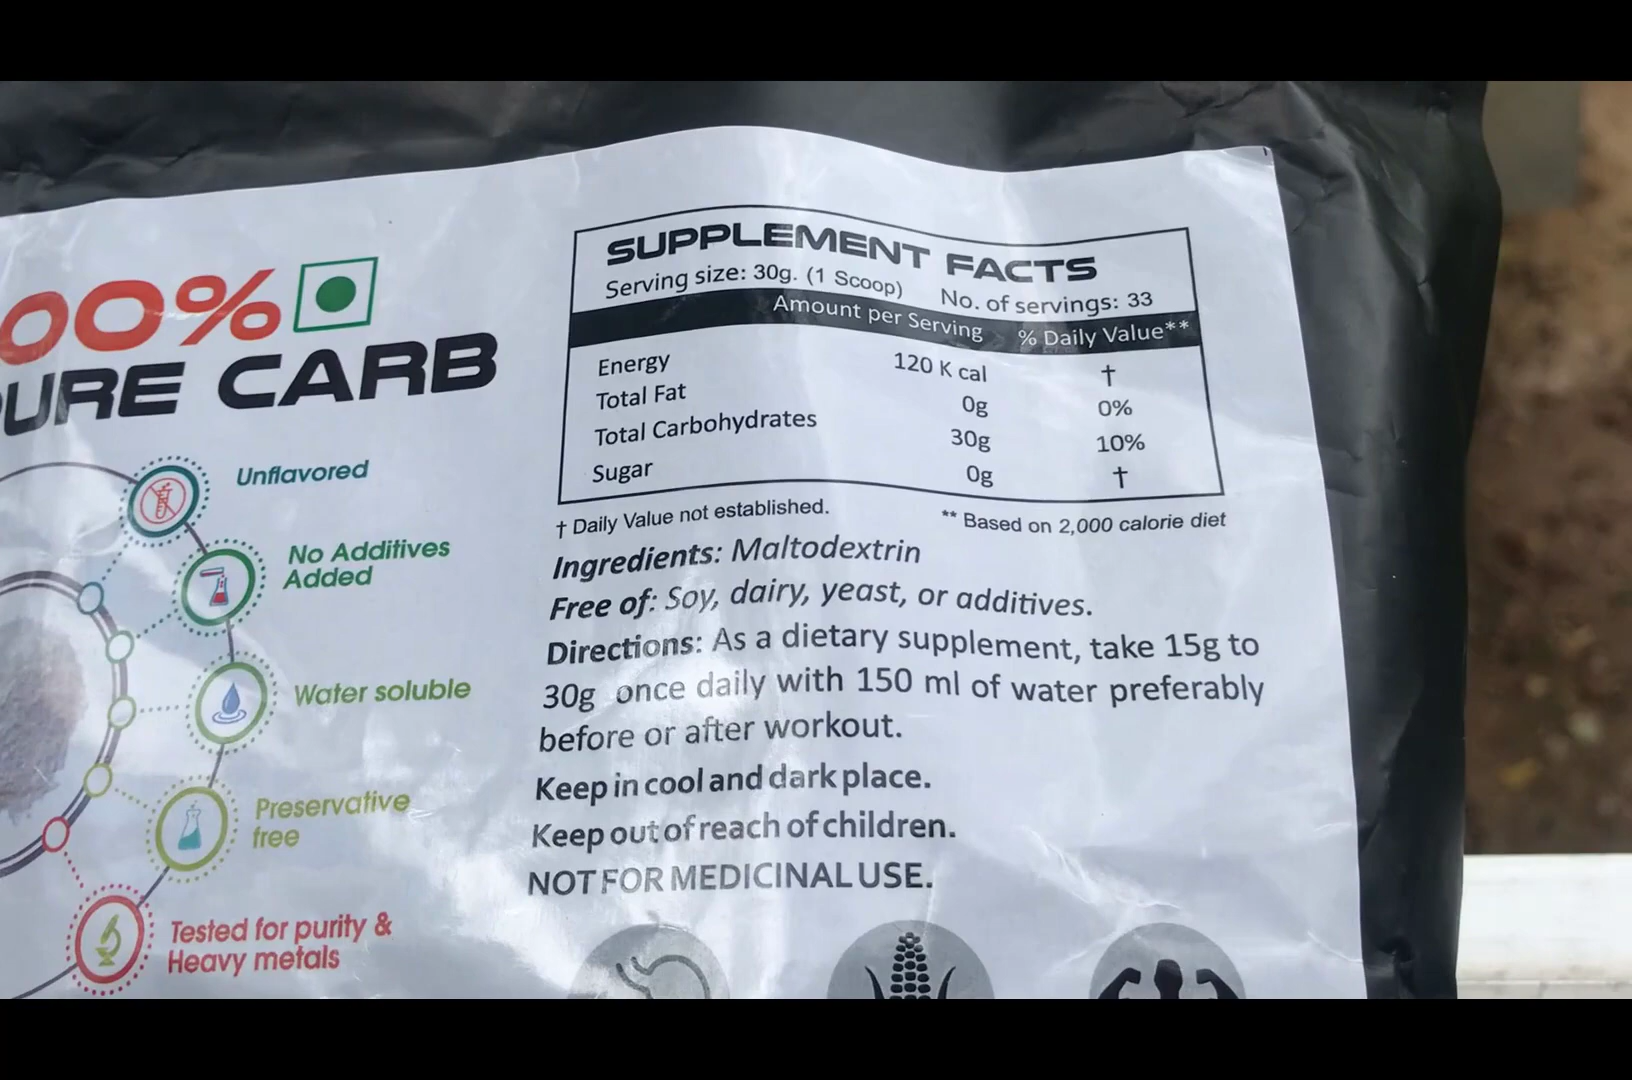 00%
URE CARB
Unflavored
No Additives
Added
Water soluble
Preservative
free
Tested for purity &
Heavy metals
SUPPLEMENT FACTS
Serving size: 30g. (1 Scoop) No. of servings: 33
Amount per Serving % Daily Value**
Energy 120 K cal †
Total Fat 0g 0%
Total Carbohydrates 30g 10%
Sugar 0g †
† Daily Value not established. ** Based on 2,000 calorie diet
Ingredients: Maltodextrin
Free of: Soy, dairy, yeast, or additives.
Directions: As a dietary supplement, take 15g to
30g once daily with 150 ml of water preferably
before or after workout.
Keep in cool and dark place.
Keep out of reach of children.
NOT FOR MEDICINAL USE.